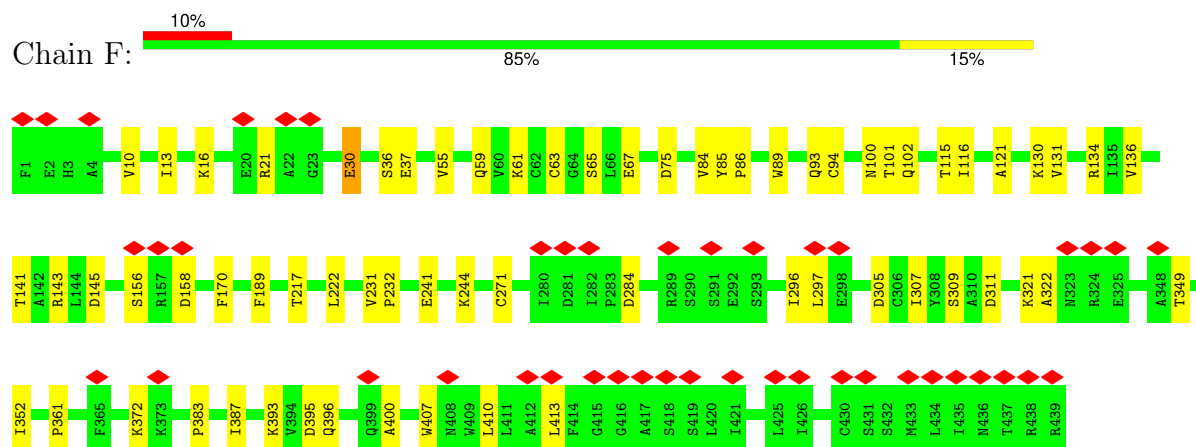 10%
Chain F:
85% 15%
F1 E2 H3 A4 V10 I13 K16 E20 R21 A22 G23 E30 S36 E37 V55 Q59 V60 K61 C62 C63 G64 S65 L66 E67 D75 V84 Y85 P86 W89 Q93 C94 N100 T101 Q102 T115 I116 A121 K130 V131 R134 I135 V136
T141 A142 R143 L144 D145 S156 R157 D158 F170 F189 T217 L222 V231 P232 E241 K244 C271 I280 D281 I282 P283 D284 R289 S290 S291 E292 S293 I296 L297 E298 D305 C306 I307 Y308 S309 A310 D311 K321 A322 N323 R324 E325 A348 T349
I352 P361 F365 K372 K373 P383 I387 K393 V394 D395 Q396 Q399 A400 W407 N408 W409 L410 L411 A412 L413 F414 G415 G416 A417 S418 S419 L420 I421 L425 I426 C430 S431 S432 M433 L434 I435 N436 T437 R438 R439